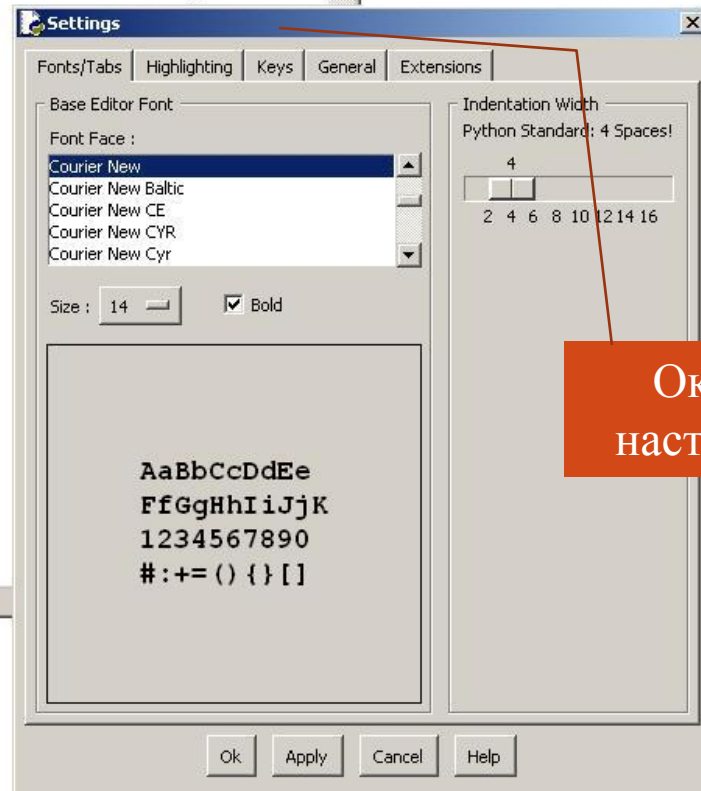 Settings
Fonts/Tabs Highlighting Keys General Extensions
Base Editor Font
Font Face :
Courier New
Courier New Baltic
Courier New CE
Courier New CYR
Courier New Cyr
Size : 14 Bold
AaBbCcDdEe
FfGgHhIiJjK
1234567890
#:+=(){}[]
Indentation Width
Python Standard: 4 Spaces!
4
2 4 6 8 10 12 14 16
Ok Apply Cancel Help